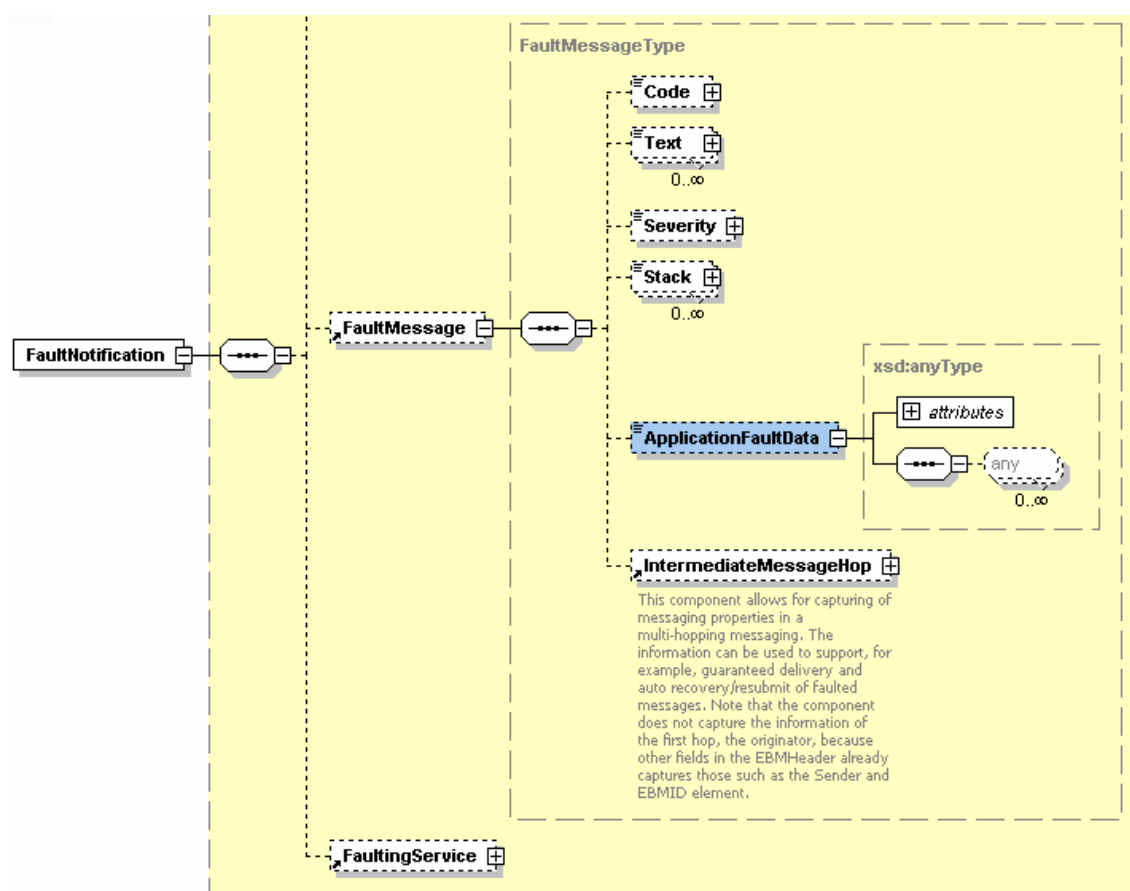 FaultMessageType
Code
Text
0..∞
Severity
Stack
0..∞
FaultMessage
FaultNotification
xsd:anyType
attributes
ApplicationFaultData
any
0..∞
IntermediateMessageHop
This component allows for capturing of
messaging properties in a
multi-hopping messaging. The
information can be used to support, for
example, guaranteed delivery and
auto recovery/resubmit of faulted
messages. Note that the component
does not capture the information of
the first hop, the originator, because
other fields in the EBMHeader already
captures those such as the Sender and
EBMID element.
FaultingService